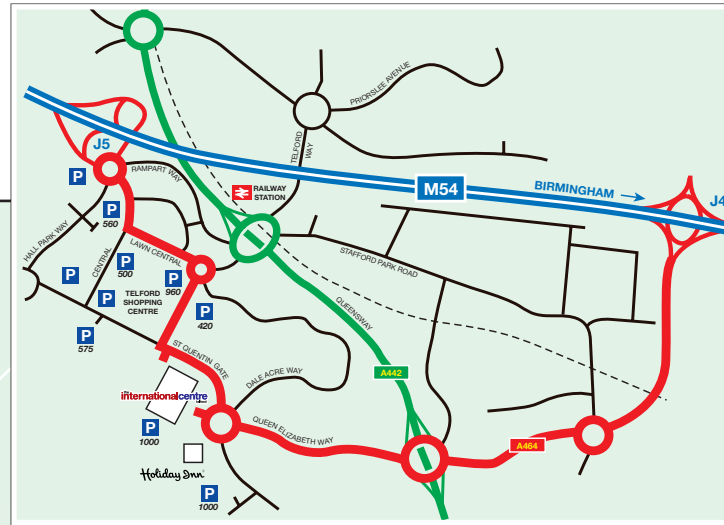 PRIORSLEE AVENUE
TELFORD
WAY
J5
RAMPART WAY
P
RAILWAY
STATION
M54
BIRMINGHAM
J4
P
560
HALL PARK WAY
CENTRAL
LAWN CENTRAL
P
500
P
P
960
P
TELFORD
SHOPPING
CENTRE
P
420
P
575
STAFFORD PARK ROAD
QUEENSWAY
ST QUENTIN GATE
A442
DALE ACRE WAY
internationalcentre
P
1000
QUEEN ELIZABETH WAY
A464
Holiday Inn
P
1000